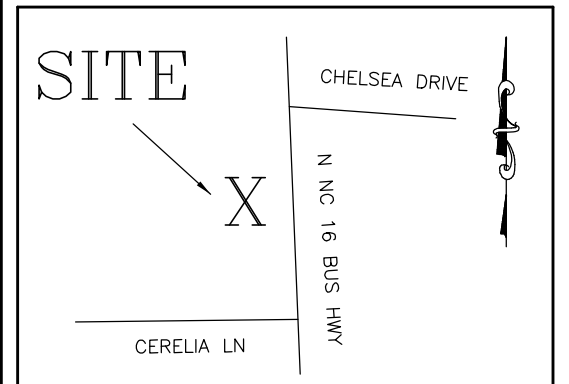 SITE
CHELSEA DRIVE
X
N NC 16 BUS HWY
CERELIA LN